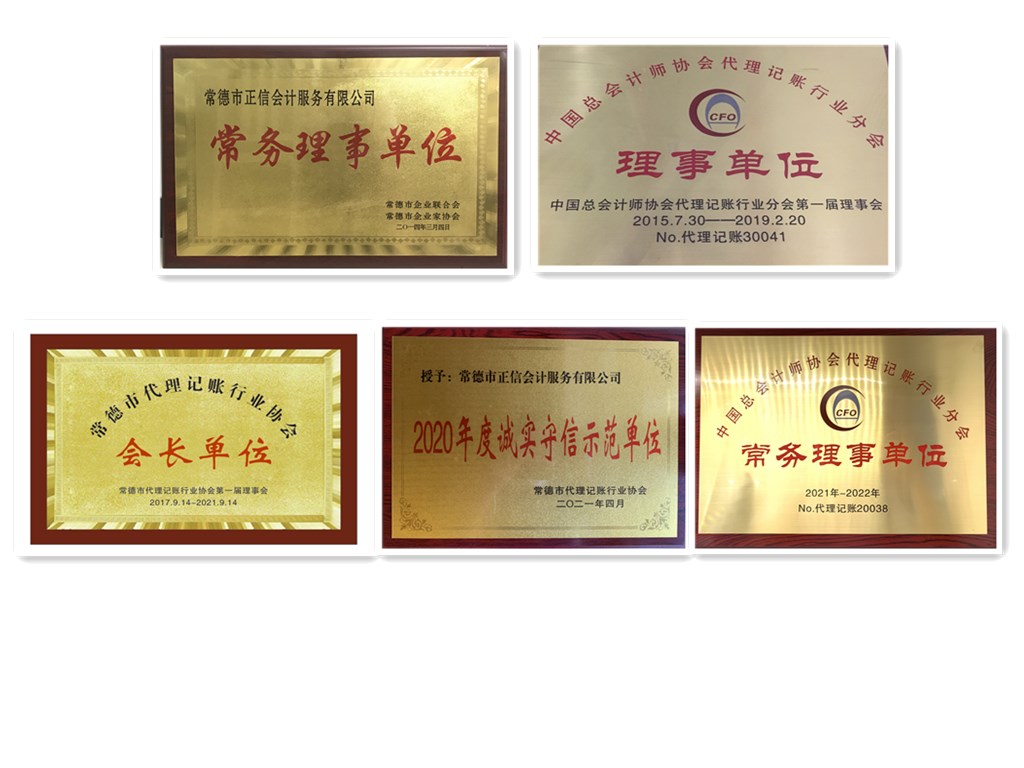 常德市正信会计服务有限公司
常务理事单位
常德市企业联合会
常德市企业家协会
二〇一四年三月四日
中国总会计师协会代理记账行业分会
CFO
理事单位
中国总会计师协会代理记账行业分会第一届理事会
2015.7.30——2019.2.20
No.代理记账30041
常德市代理记账行业协会
会长单位
常德市代理记账行业协会第一届理事会
2017.9.14-2021.9.14
授予：常德市正信会计服务有限公司
2020年度诚实守信示范单位
常德市代理记账行业协会
二〇二一年四月
中国总会计师协会代理记账行业分会
CFO
常务理事单位
2021年-2022年
No.代理记账20038